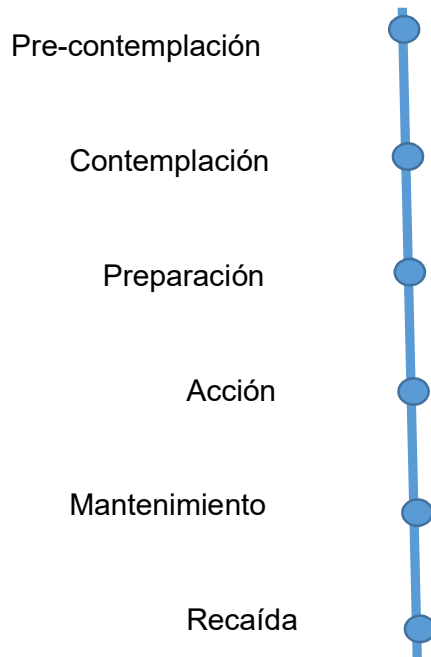 Pre-contemplación
Contemplación
Preparación
Acción
Mantenimiento
Recaída